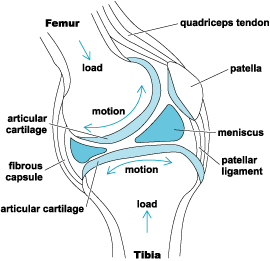 Femur
quadriceps tendon
load
patella
motion
articular
cartilage
meniscus
fibrous
capsule
patellar
ligament
motion
articular cartilage
load
Tibia